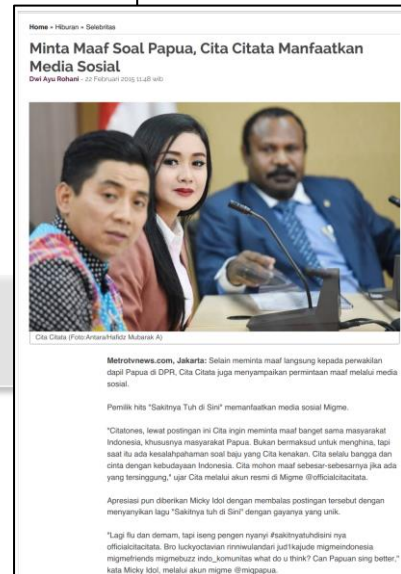 Home » Hiburan » Selebritas
Minta Maaf Soal Papua, Cita Citata Manfaatkan
Media Sosial
Dwi Ayu Rohani - 22 Februari 2015 11:48 wib
Cita Citata (Foto:Antara/Hafidz Mubarak A)
Metrotvnews.com, Jakarta: Selain meminta maaf langsung kepada perwakilan
dapil Papua di DPR, Cita Citata juga menyampaikan permintaan maaf melalui media
sosial.
Pemilik hits "Sakitnya Tuh di Sini" memanfaatkan media sosial Migme.
"Citatones, lewat postingan ini Cita ingin meminta maaf banget sama masyarakat
Indonesia, khususnya masyarakat Papua. Bukan bermaksud untuk menghina, tapi
saat itu ada kesalahpahaman soal baju yang Cita kenakan. Cita selalu bangga dan
cinta dengan kebudayaan Indonesia. Cita mohon maaf sebesar-sebesarnya jika ada
yang tersinggung," ujar Cita melalui akun resmi di Migme @officialcitacitata.
Apresiasi pun diberikan Micky Idol dengan membalas postingan tersebut dengan
menyanyikan lagu "Sakitnya tuh di Sini" dengan gayanya yang unik.
"Lagi flu dan demam, tapi iseng pengen nyanyi #sakitnyatuhdisini nya
officialcitacitata. Bro luckyoctavian rinniwulandari jud1kajude migmeindonesia
migmefriends migmebuzz indo_komunitas what do u think? Can Papuan sing better,"
kata Micky Idol, melalui akun migme @migpapua.